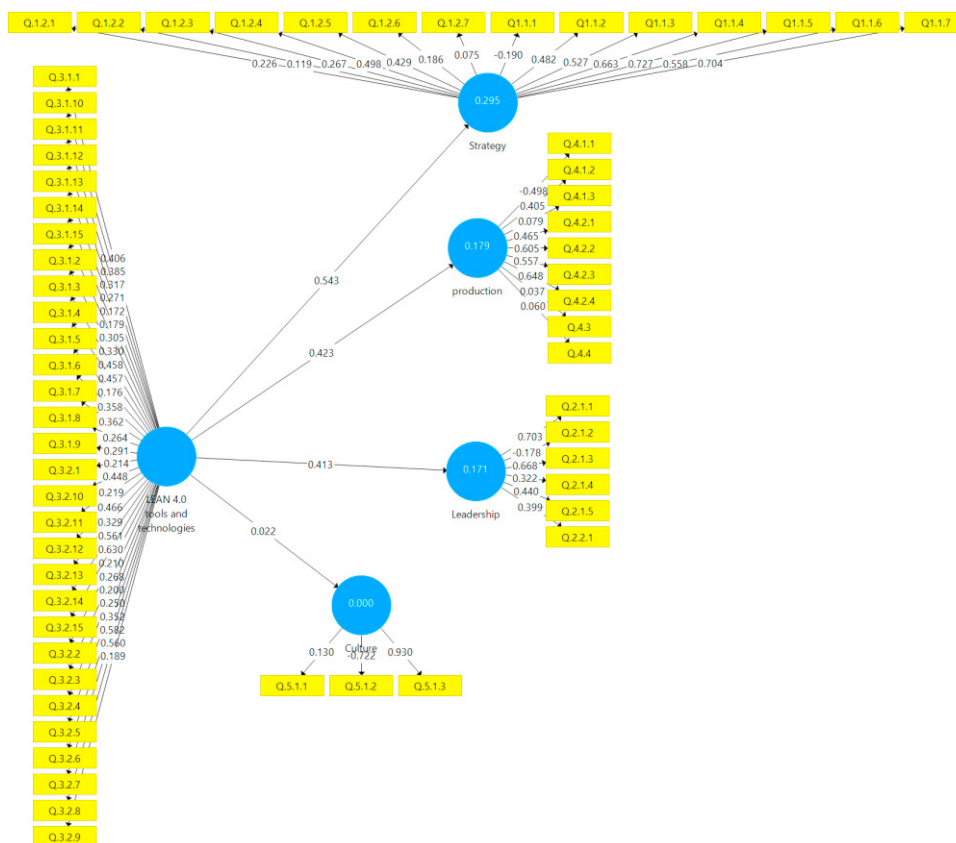 Q.1.2.1 Q.1.2.2 Q.1.2.3 Q.1.2.4 Q.1.2.5 Q.1.2.6 Q.1.2.7 Q1.1.1 Q1.1.2 Q1.1.3 Q1.1.4 Q1.1.5 Q1.1.6 Q1.1.7
0.226 0.119 0.267 0.498 0.429 0.186 0.075 -0.190 0.482 0.527 0.663 0.727 0.558 0.704
0.295
Strategy
Q.3.1.1
Q.3.1.10
Q.3.1.11
Q.3.1.12
Q.3.1.13
Q.3.1.14
Q.3.1.15
Q.3.1.2
Q.3.1.3
Q.3.1.4
Q.3.1.5
Q.3.1.6
Q.3.1.7
Q.3.1.8
Q.3.1.9
Q.3.2.1
Q.3.2.10
Q.3.2.11
Q.3.2.12
Q.3.2.13
Q.3.2.14
Q.3.2.15
Q.3.2.2
Q.3.2.3
Q.3.2.4
Q.3.2.5
Q.3.2.6
Q.3.2.7
Q.3.2.8
Q.3.2.9
0.406
0.385
0.317
0.271
0.172
0.179
0.305
0.330
0.458
0.457
0.176
0.358
0.362
0.264
0.291
0.214
0.448
0.219
0.466
0.329
0.561
0.630
0.210
0.268
0.200
0.250
0.352
0.582
0.560
0.189
LEAN 4.0
tools and
technologies
0.543
0.423
0.413
0.022
0.179
production
-0.498
0.405
0.079
0.465
0.605
0.557
0.648
0.037
0.060
Q.4.1.1
Q.4.1.2
Q.4.1.3
Q.4.2.1
Q.4.2.2
Q.4.2.3
Q.4.2.4
Q.4.3
Q.4.4
0.171
Leadership
0.703
-0.178
0.668
0.322
0.440
0.399
Q.2.1.1
Q.2.1.2
Q.2.1.3
Q.2.1.4
Q.2.1.5
Q.2.2.1
0.000
Culture
0.130 -0.722 0.930
Q.5.1.1 Q.5.1.2 Q.5.1.3